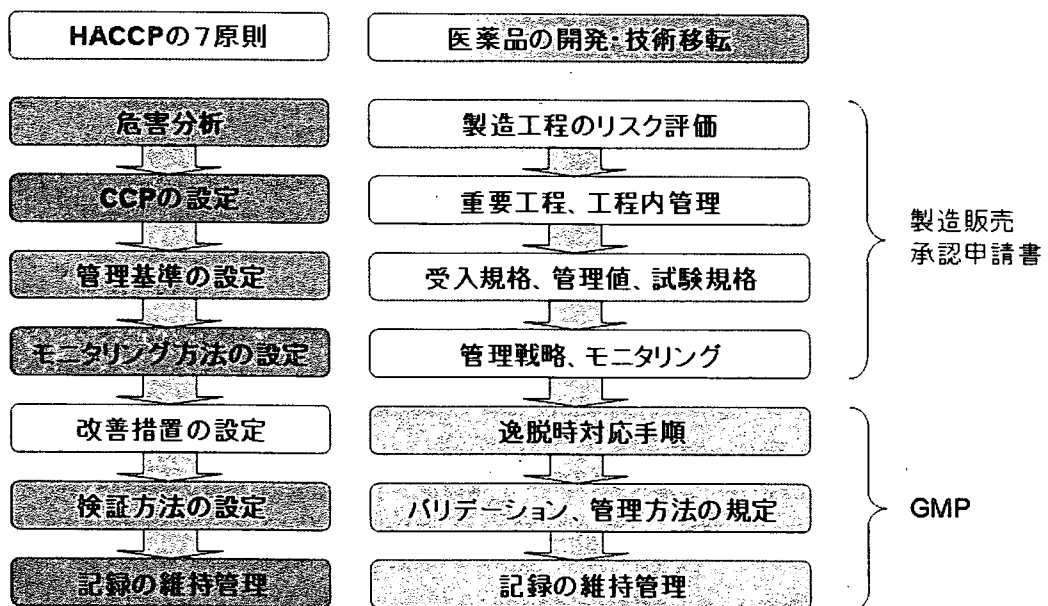 HACCPの7原則
医薬品の開発・技術移転
危害分析
製造工程のリスク評価
CCPの設定
重要工程、工程内管理
管理基準の設定
受入規格、管理値、試験規格
モニタリング方法の設定
管理戦略、モニタリング
製造販売
承認申請書
改善措置の設定
逸脱時対応手順
検証方法の設定
バリデーション、管理方法の規定
記録の維持管理
記録の維持管理
GMP